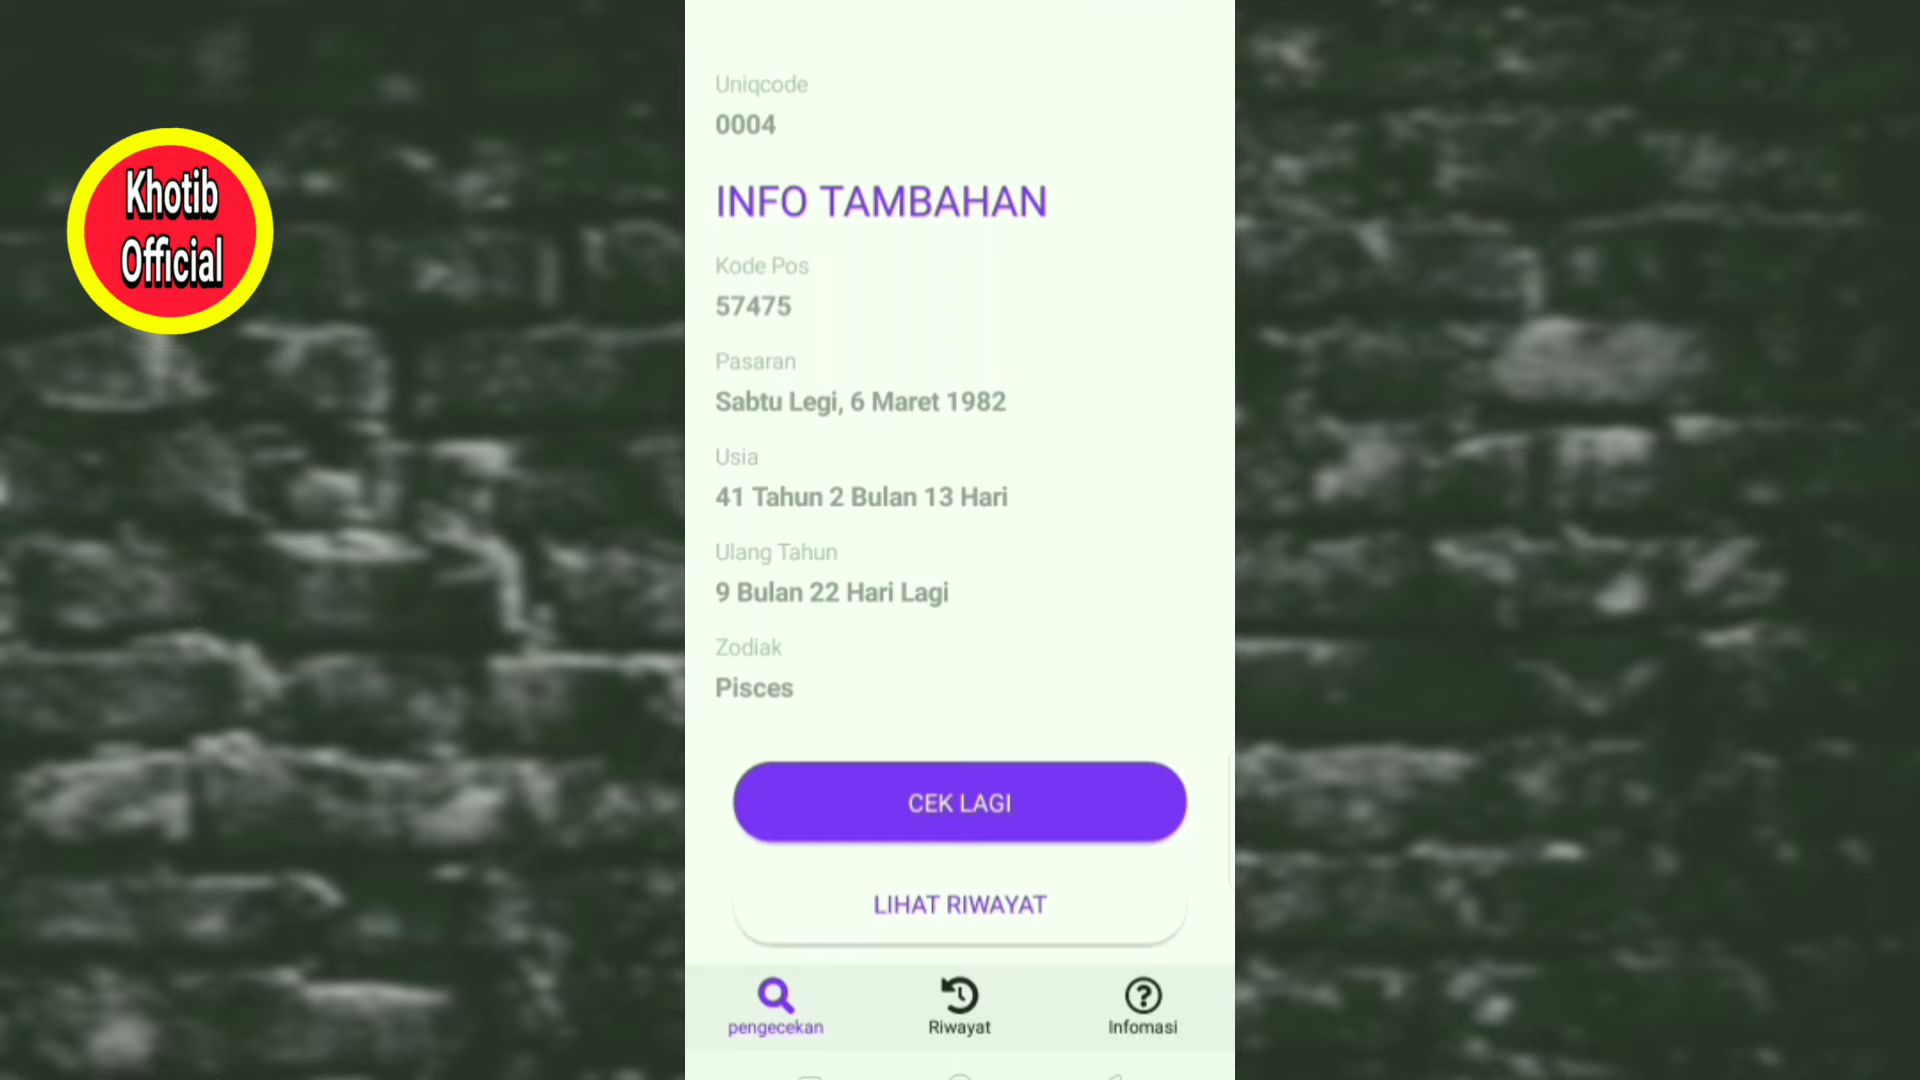 Khotib
Official
Uniqcode
0004
INFO TAMBAHAN
Kode Pos
57475
Pasaran
Sabtu Legi, 6 Maret 1982
Usia
41 Tahun 2 Bulan 13 Hari
Ulang Tahun
9 Bulan 22 Hari Lagi
Zodiak
Pisces
CEK LAGI
LIHAT RIWAYAT
pengecekan
Riwayat
Infomasi